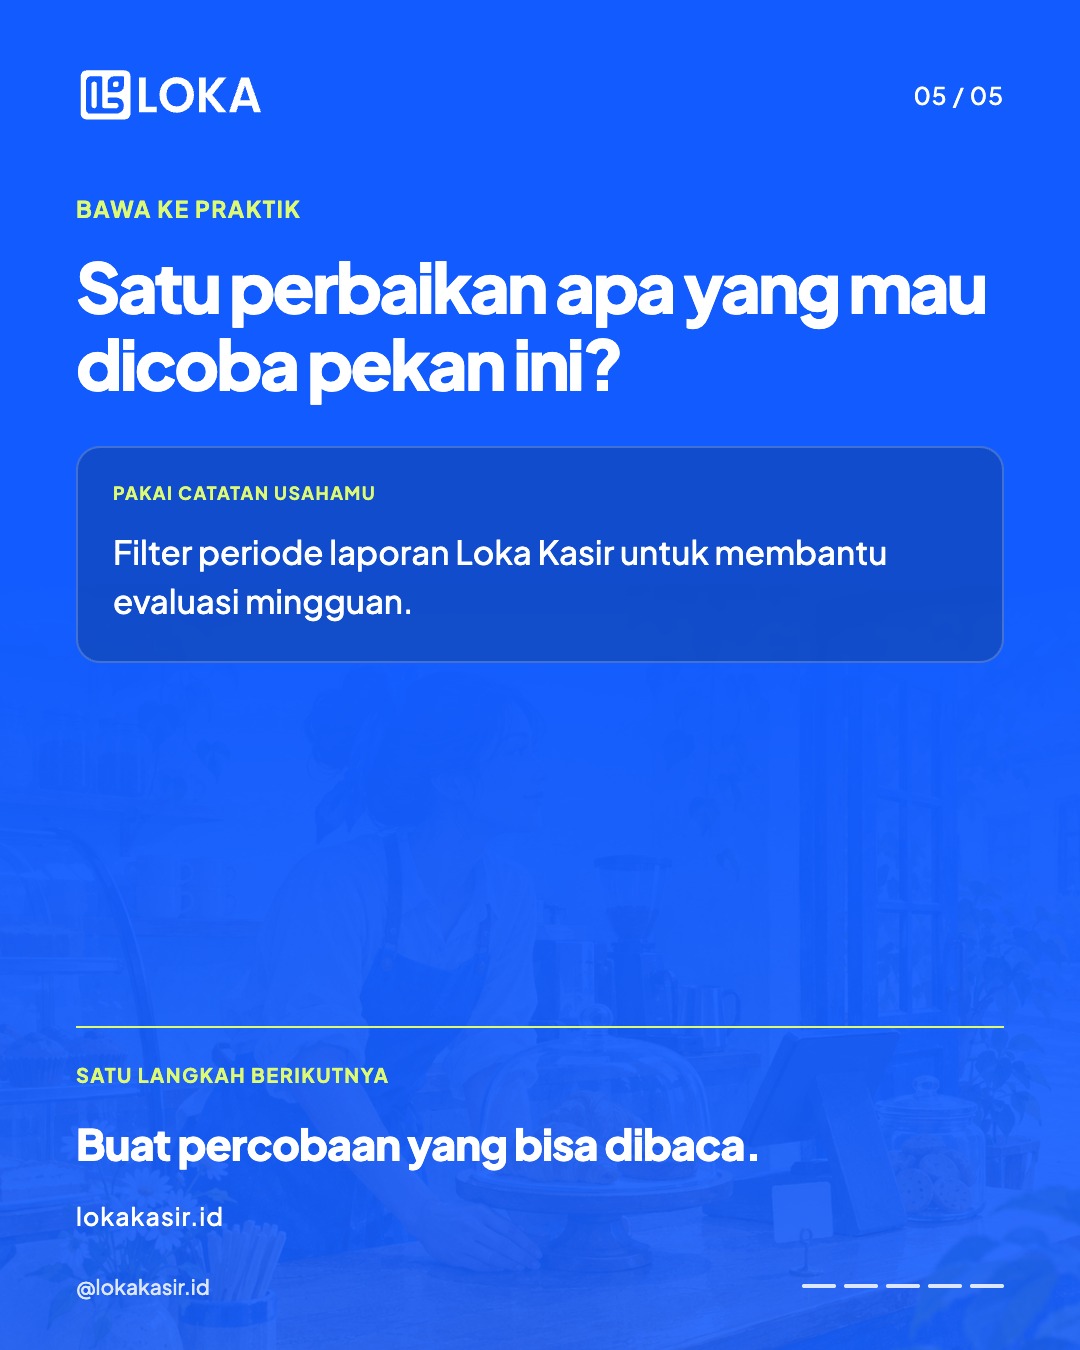 LOKA
05 / 05
BAWA KE PRAKTIK
Satu perbaikan apa yang mau
dicoba pekan ini?
PAKAI CATATAN USAHAMU
Filter periode laporan Loka Kasir untuk membantu
evaluasi mingguan.
SATU LANGKAH BERIKUTNYA
Buat percobaan yang bisa dibaca.
lokakasir.id
@lokakasir.id